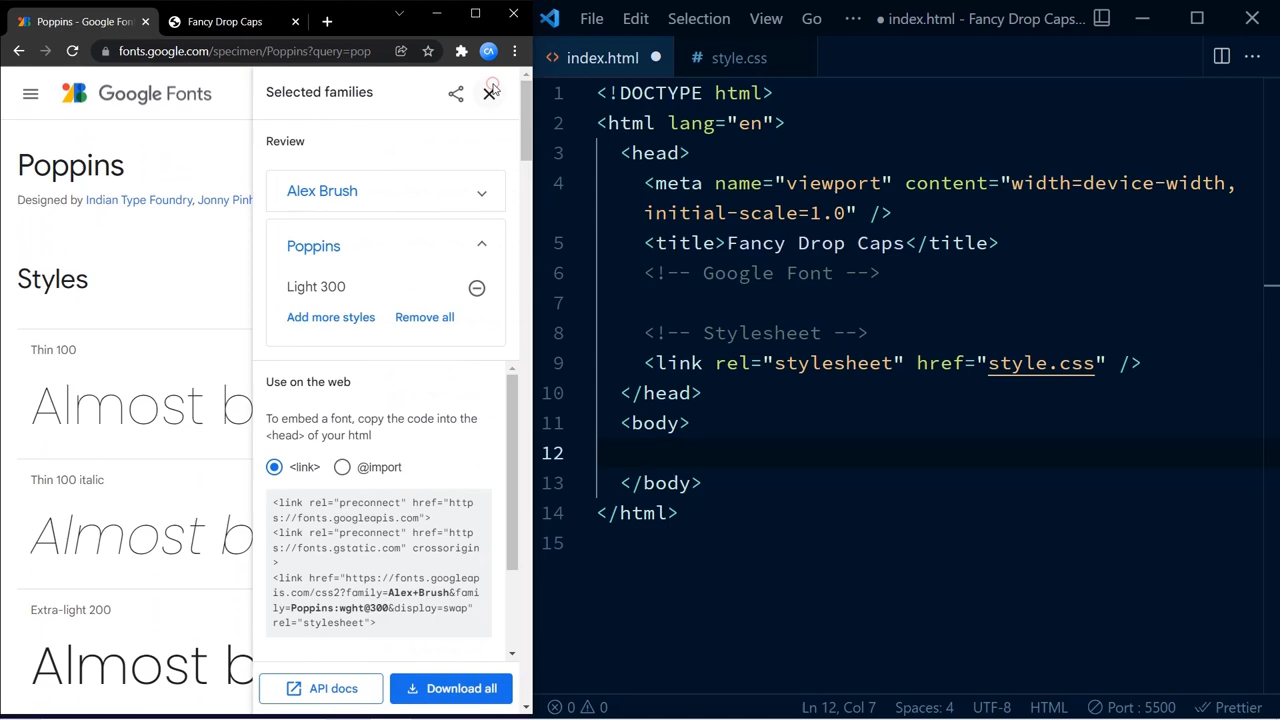 Poppins - Google Fonts
Fancy Drop Caps
fonts.google.com/specimen/Poppins?query=pop
CA
Google Fonts
Poppins
Designed by Indian Type Foundry, Jonny Pinh
Styles
Thin 100
Almost b
Thin 100 italic
Almost b
Extra-light 200
Almost b
Selected families
Review
Alex Brush
Poppins
Light 300
Add more styles
Remove all
Use on the web
To embed a font, copy the code into the
<head> of your html
<link>
@import
<link rel="preconnect" href="http
s://fonts.googleapis.com">
<link rel="preconnect" href="http
s://fonts.gstatic.com" crossorigin
>
<link href="https://fonts.googleap
is.com/css2?family=Alex+Brush&fami
ly=Poppins:wght@300&display=swap"
rel="stylesheet">
API docs
Download all
File Edit Selection View Go ··· ● index.html - Fancy Drop Caps...
index.html ●
# style.css
1 <!DOCTYPE html>
2 <html lang="en">
3 <head>
4 <meta name="viewport" content="width=device-width,
initial-scale=1.0" />
5 <title>Fancy Drop Caps</title>
6 <!-- Google Font -->
7
8 <!-- Stylesheet -->
9 <link rel="stylesheet" href="style.css" />
10 </head>
11 <body>
12
13 </body>
14 </html>
15
0 0
Ln 12, Col 7
Spaces: 4
UTF-8
HTML
Port : 5500
Prettier